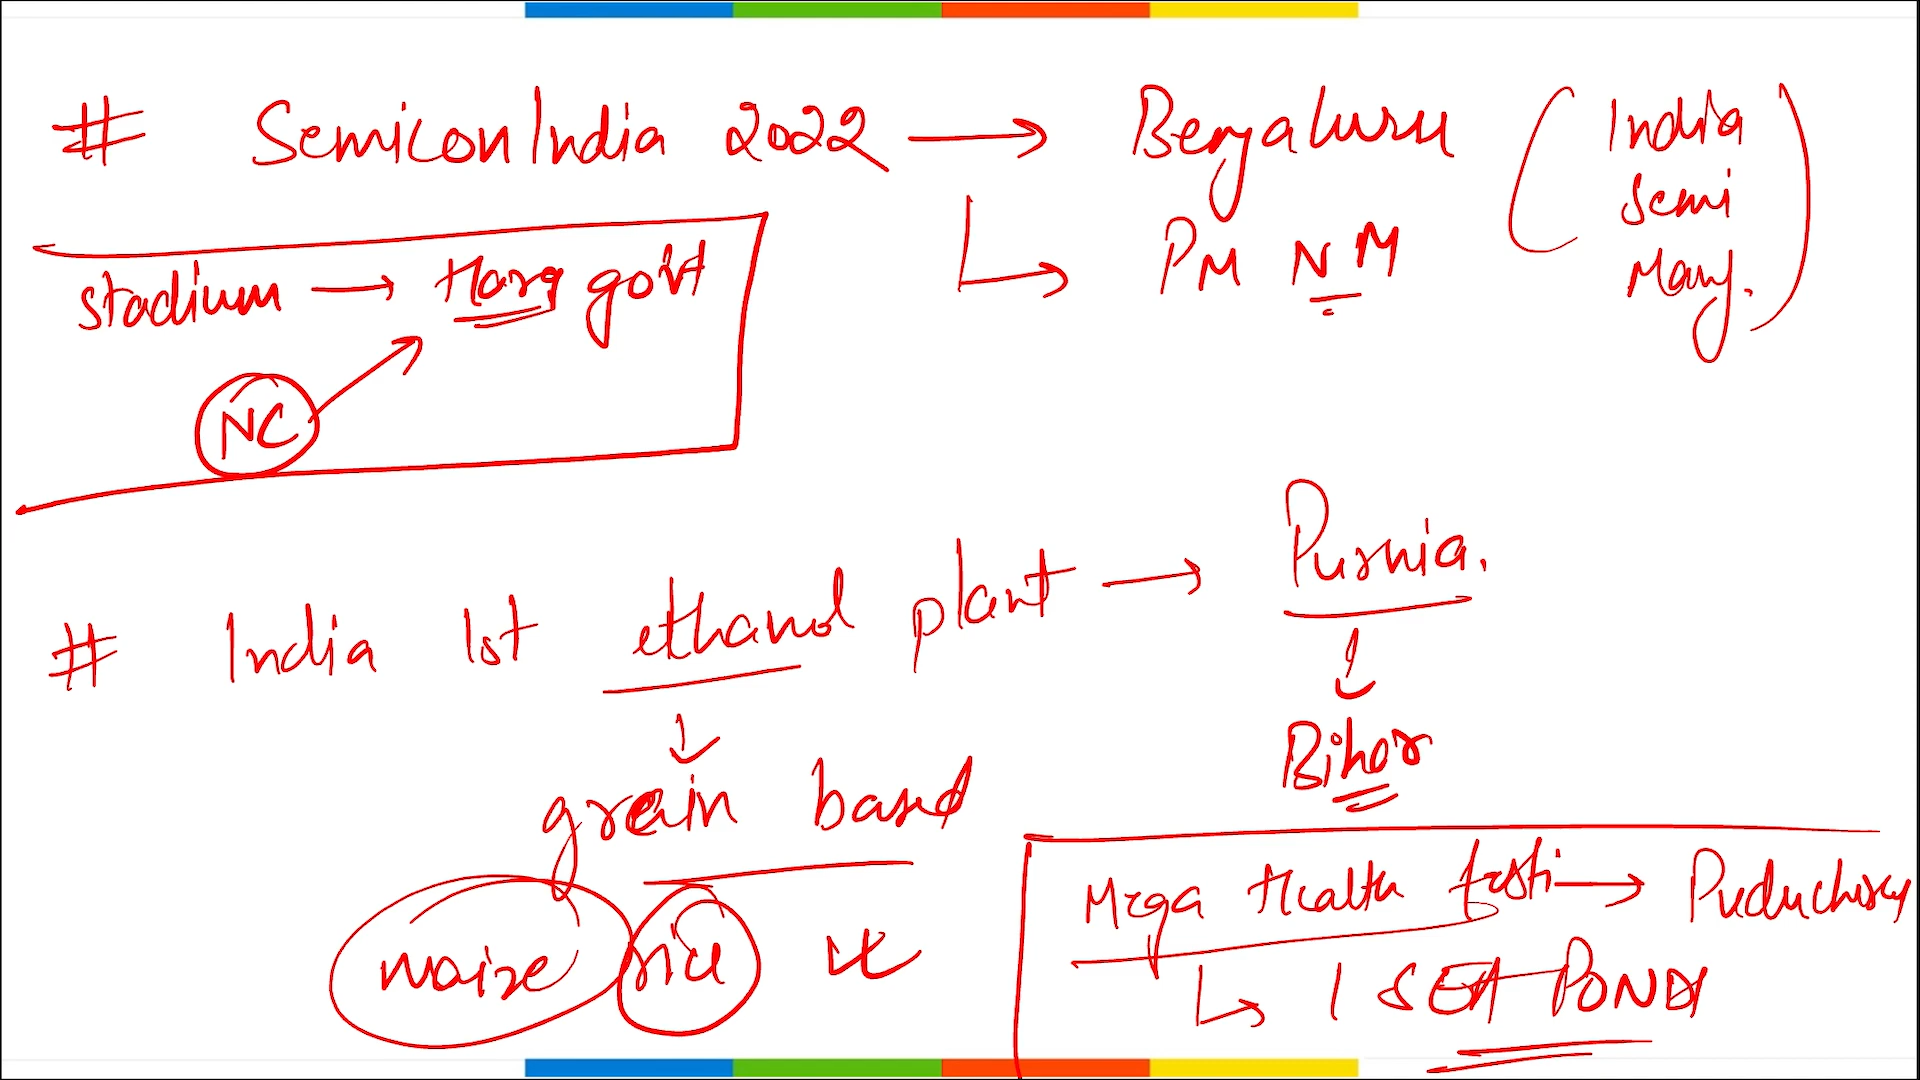 # SemiconIndia 2022 → Bengaluru (India Semi Manf.)
↳ PM NM
stadium → Hary govt
NC
# India 1st ethanol plant → Purnia.
↓
Bihar
↓
grain based
maize rice
Mega Health festi → Puducherry
↳ I SEA PONDY